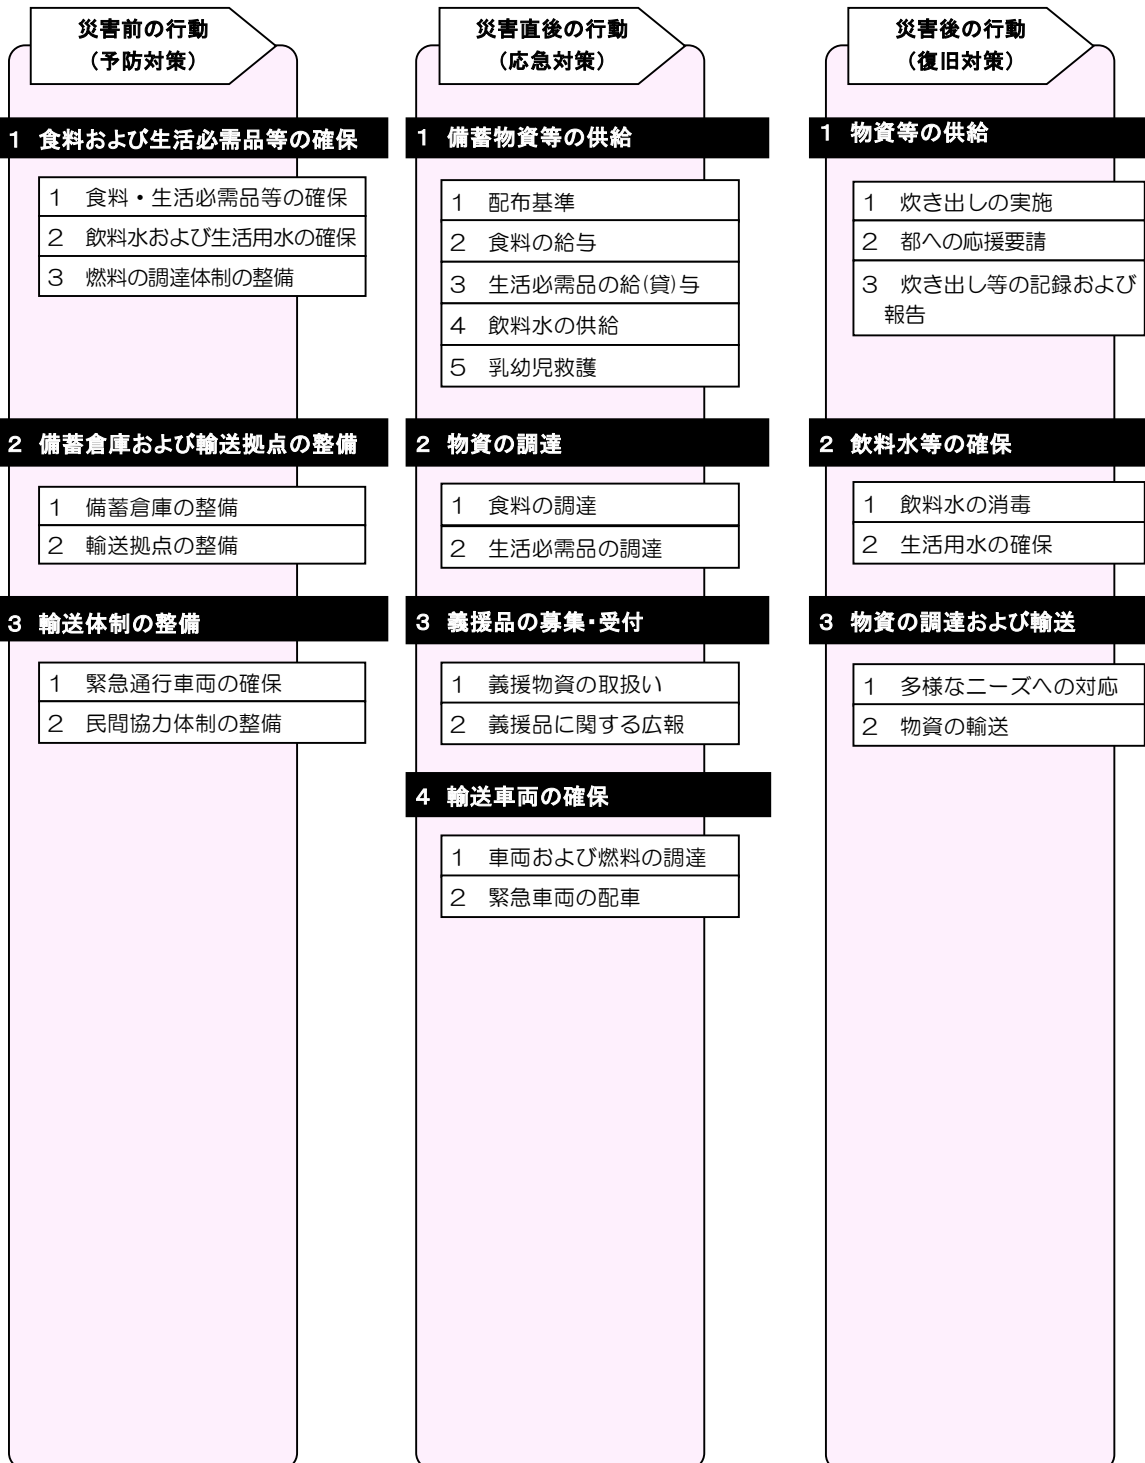 災害前の行動
（予防対策）
1 食料および生活必需品等の確保
1 食料・生活必需品等の確保
2 飲料水および生活用水の確保
3 燃料の調達体制の整備
2 備蓄倉庫および輸送拠点の整備
1 備蓄倉庫の整備
2 輸送拠点の整備
3 輸送体制の整備
1 緊急通行車両の確保
2 民間協力体制の整備
災害直後の行動
（応急対策）
1 備蓄物資等の供給
1 配布基準
2 食料の給与
3 生活必需品の給(貸)与
4 飲料水の供給
5 乳幼児救護
2 物資の調達
1 食料の調達
2 生活必需品の調達
3 義援品の募集・受付
1 義援物資の取扱い
2 義援品に関する広報
4 輸送車両の確保
1 車両および燃料の調達
2 緊急車両の配車
災害後の行動
（復旧対策）
1 物資等の供給
1 炊き出しの実施
2 都への応援要請
3 炊き出し等の記録および
報告
2 飲料水等の確保
1 飲料水の消毒
2 生活用水の確保
3 物資の調達および輸送
1 多様なニーズへの対応
2 物資の輸送